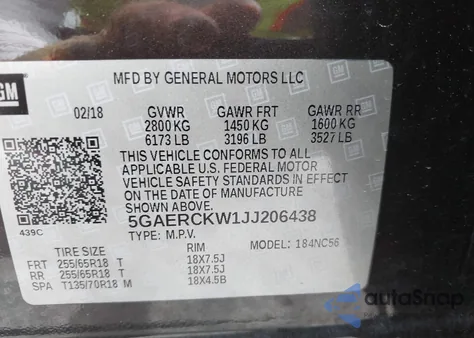 GM
MFD BY GENERAL MOTORS LLC
02/18 GVWR GAWR FRT GAWR RR
2800 KG 1450 KG 1600 KG
6173 LB 3196 LB 3527 LB
THIS VEHICLE CONFORMS TO ALL
APPLICABLE U.S. FEDERAL MOTOR
VEHICLE SAFETY STANDARDS IN EFFECT
ON THE DATE OF MANUFACTURE
SHOWN ABOVE.
439C 5GAERCKW1JJ206438
TYPE: M.P.V. MODEL: 184NC56
TIRE SIZE RIM
FRT 255/65R18 T 18X7.5J
RR 255/65R18 T 18X7.5J
SPA T135/70R18 M 18X4.5B
autoSnap